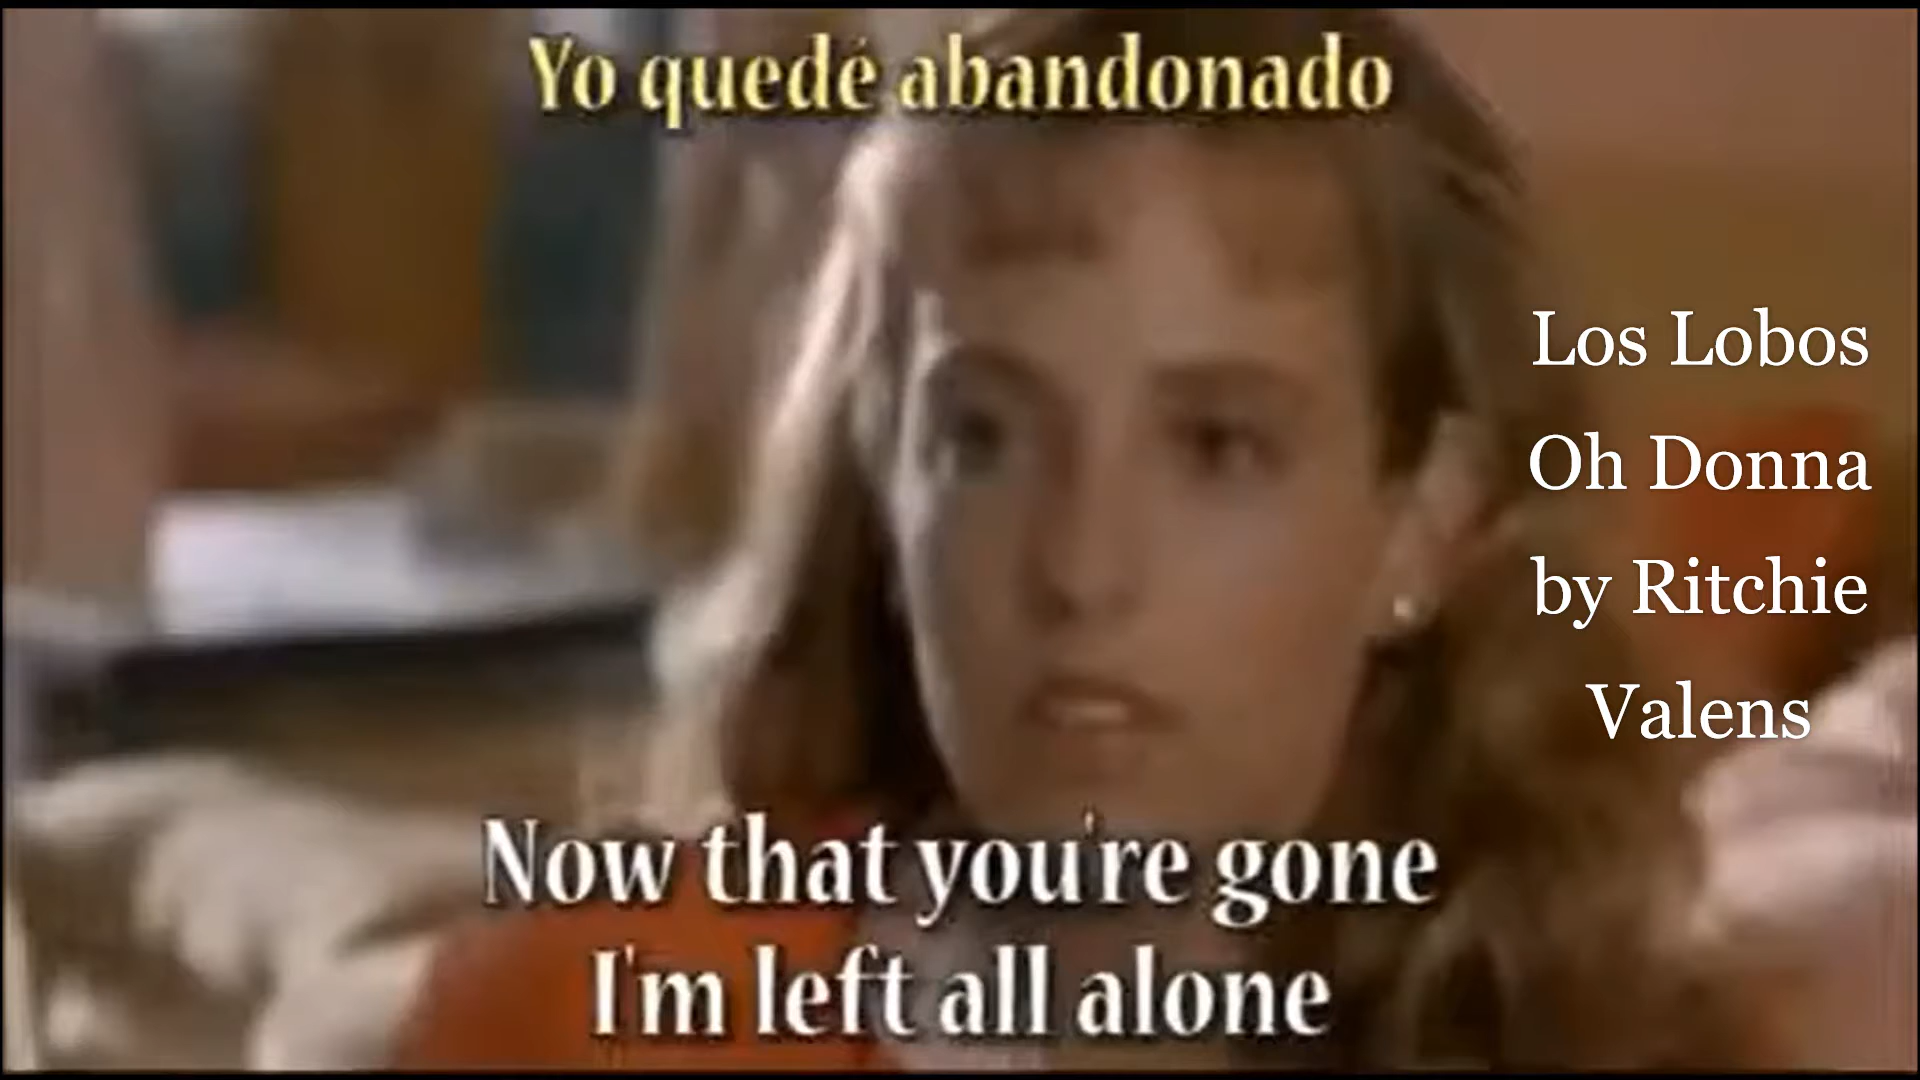 Yo quedé abandonado
Los Lobos
Oh Donna
by Ritchie
Valens
Now that you're gone
I'm left all alone